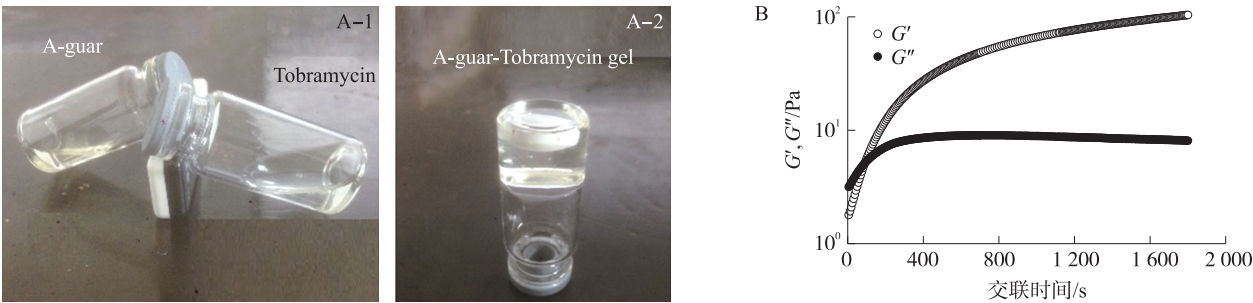 A-1
A-guar
Tobramycin
A-2
A-guar-Tobramycin gel
B
G′
G″
G′, G″/Pa
10²
10¹
10⁰
0
400
800
1 200
1 600
2 000
交联时间/s